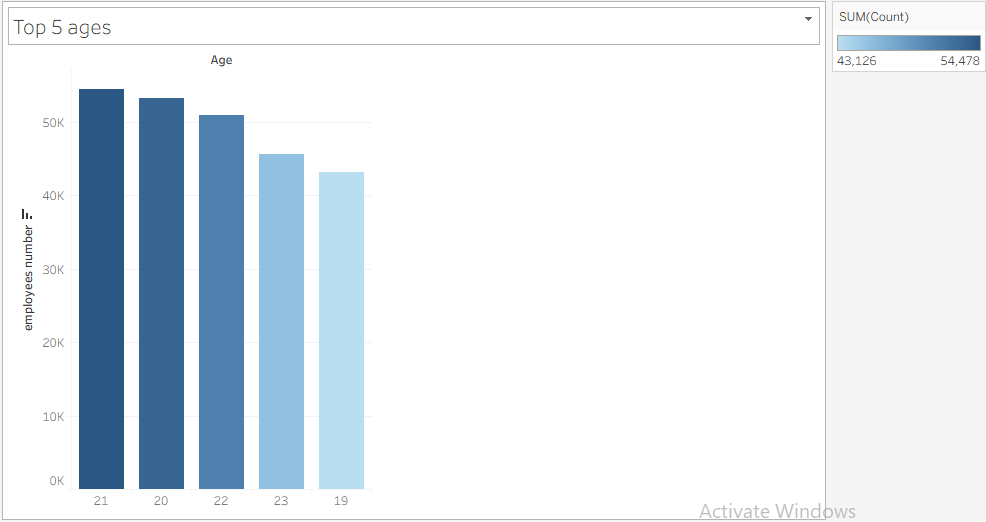 Top 5 ages
SUM(Count)
43,126 54,478
Age
employees number
50K
40K
30K
20K
10K
0K
21 20 22 23 19
Activate Windows